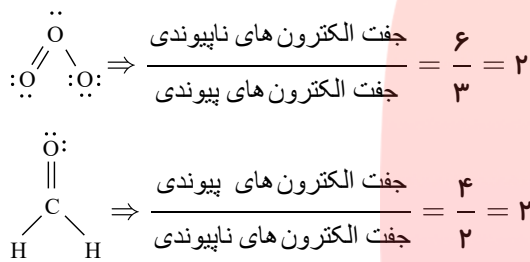 O O O: ⇒ جفت الکترون‌های ناپیوندی / جفت الکترون‌های پیوندی = ۶ / ۳ = ۲
O: C H H ⇒ جفت الکترون‌های پیوندی / جفت الکترون‌های ناپیوندی = ۴ / ۲ = ۲